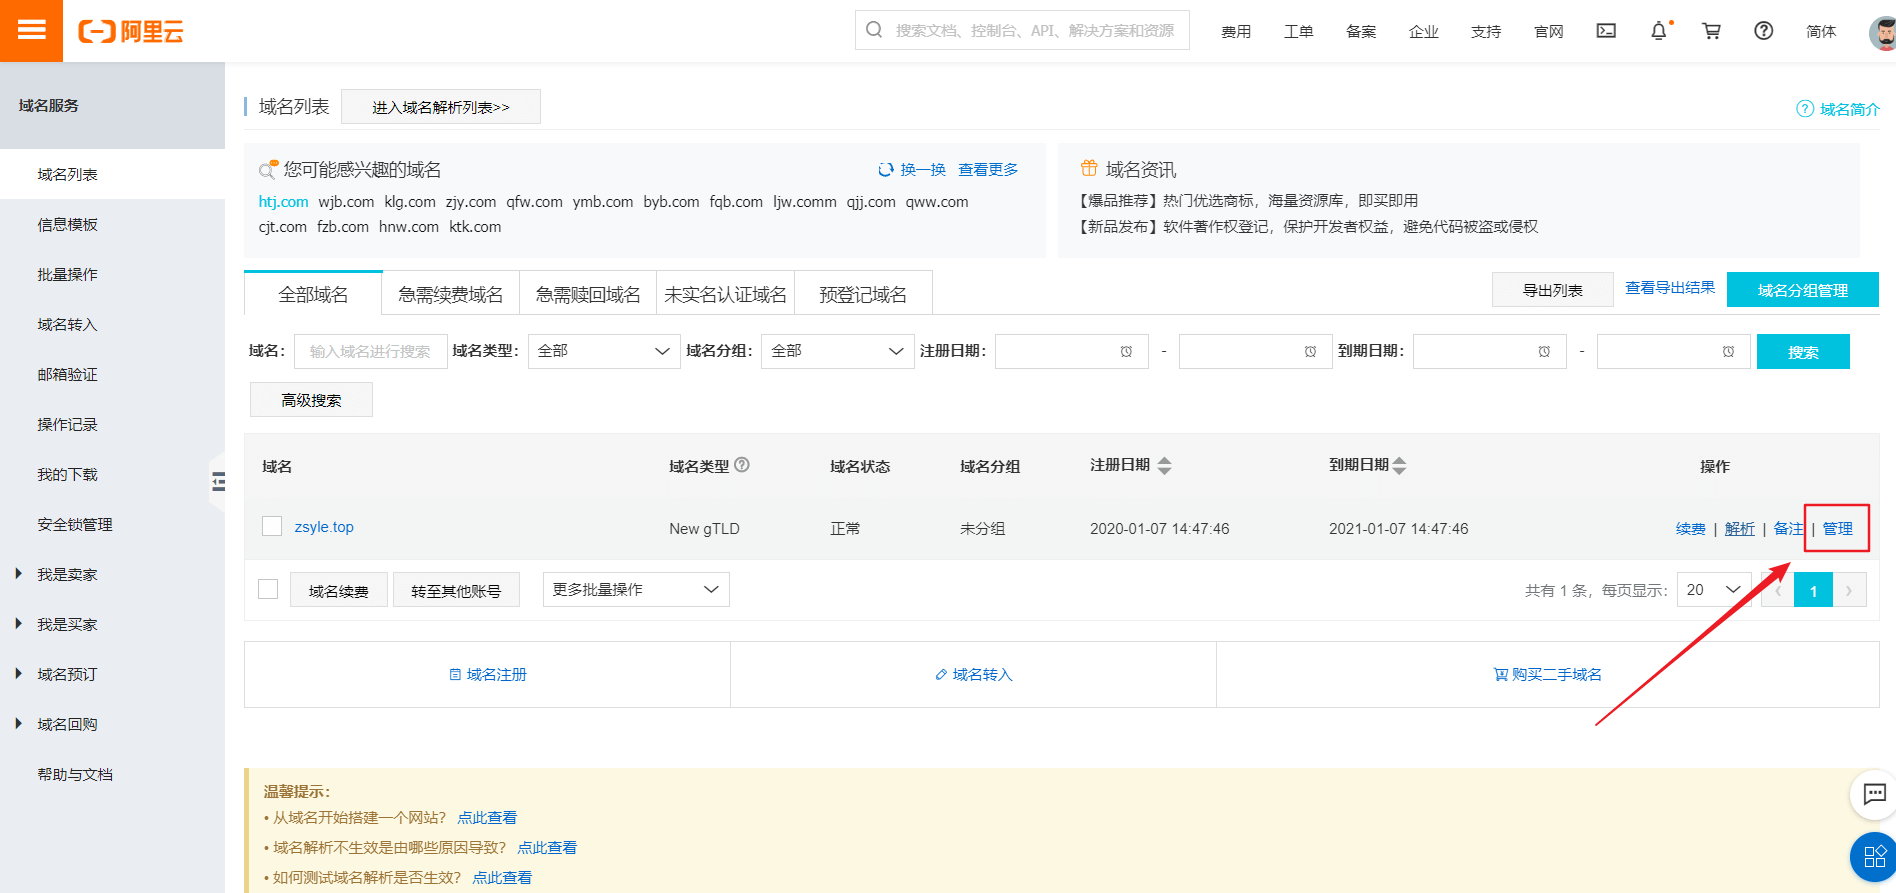 阿里云
搜索文档、控制台、API、解决方案和资源
费用 工单 备案 企业 支持 官网 简体
域名服务
域名列表
信息模板
批量操作
域名转入
邮箱验证
操作记录
我的下载
安全锁管理
我是卖家
我是买家
域名预订
域名回购
帮助与文档
域名列表 进入域名解析列表>>
域名简介
您可能感兴趣的域名 换一换 查看更多
htj.com wjb.com klg.com zjy.com qfw.com ymb.com byb.com fqb.com ljw.comm qjj.com qww.com
cjt.com fzb.com hnw.com ktk.com
域名资讯
【爆品推荐】热门优选商标，海量资源库，即买即用
【新品发布】软件著作权登记，保护开发者权益，避免代码被盗或侵权
全部域名 急需续费域名 急需赎回域名 未实名认证域名 预登记域名
导出列表 查看导出结果 域名分组管理
域名： 输入域名进行搜索 域名类型： 全部 域名分组： 全部 注册日期： - 到期日期： - 搜索
高级搜索
域名 域名类型 域名状态 域名分组 注册日期 到期日期 操作
zsyle.top New gTLD 正常 未分组 2020-01-07 14:47:46 2021-01-07 14:47:46 续费 | 解析 | 备注 | 管理
域名续费 转至其他账号 更多批量操作 共有 1 条，每页显示： 20 1
域名注册 域名转入 购买二手域名
温馨提示：
• 从域名开始搭建一个网站？ 点此查看
• 域名解析不生效是由哪些原因导致？ 点此查看
• 如何测试域名解析是否生效？ 点此查看